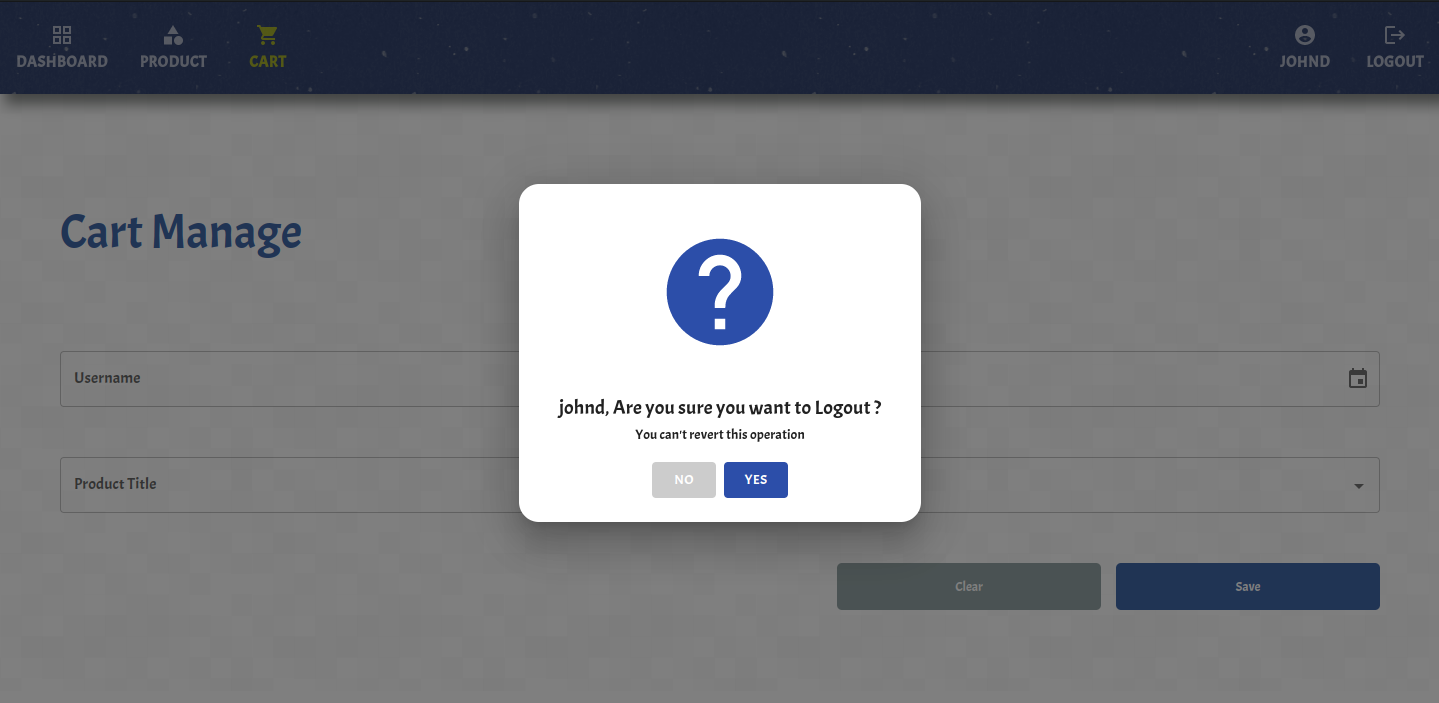 DASHBOARD PRODUCT CART JOHND LOGOUT
Cart Manage
Username
Product Title
Clear Save
?
johnd, Are you sure you want to Logout ?
You can't revert this operation
NO YES